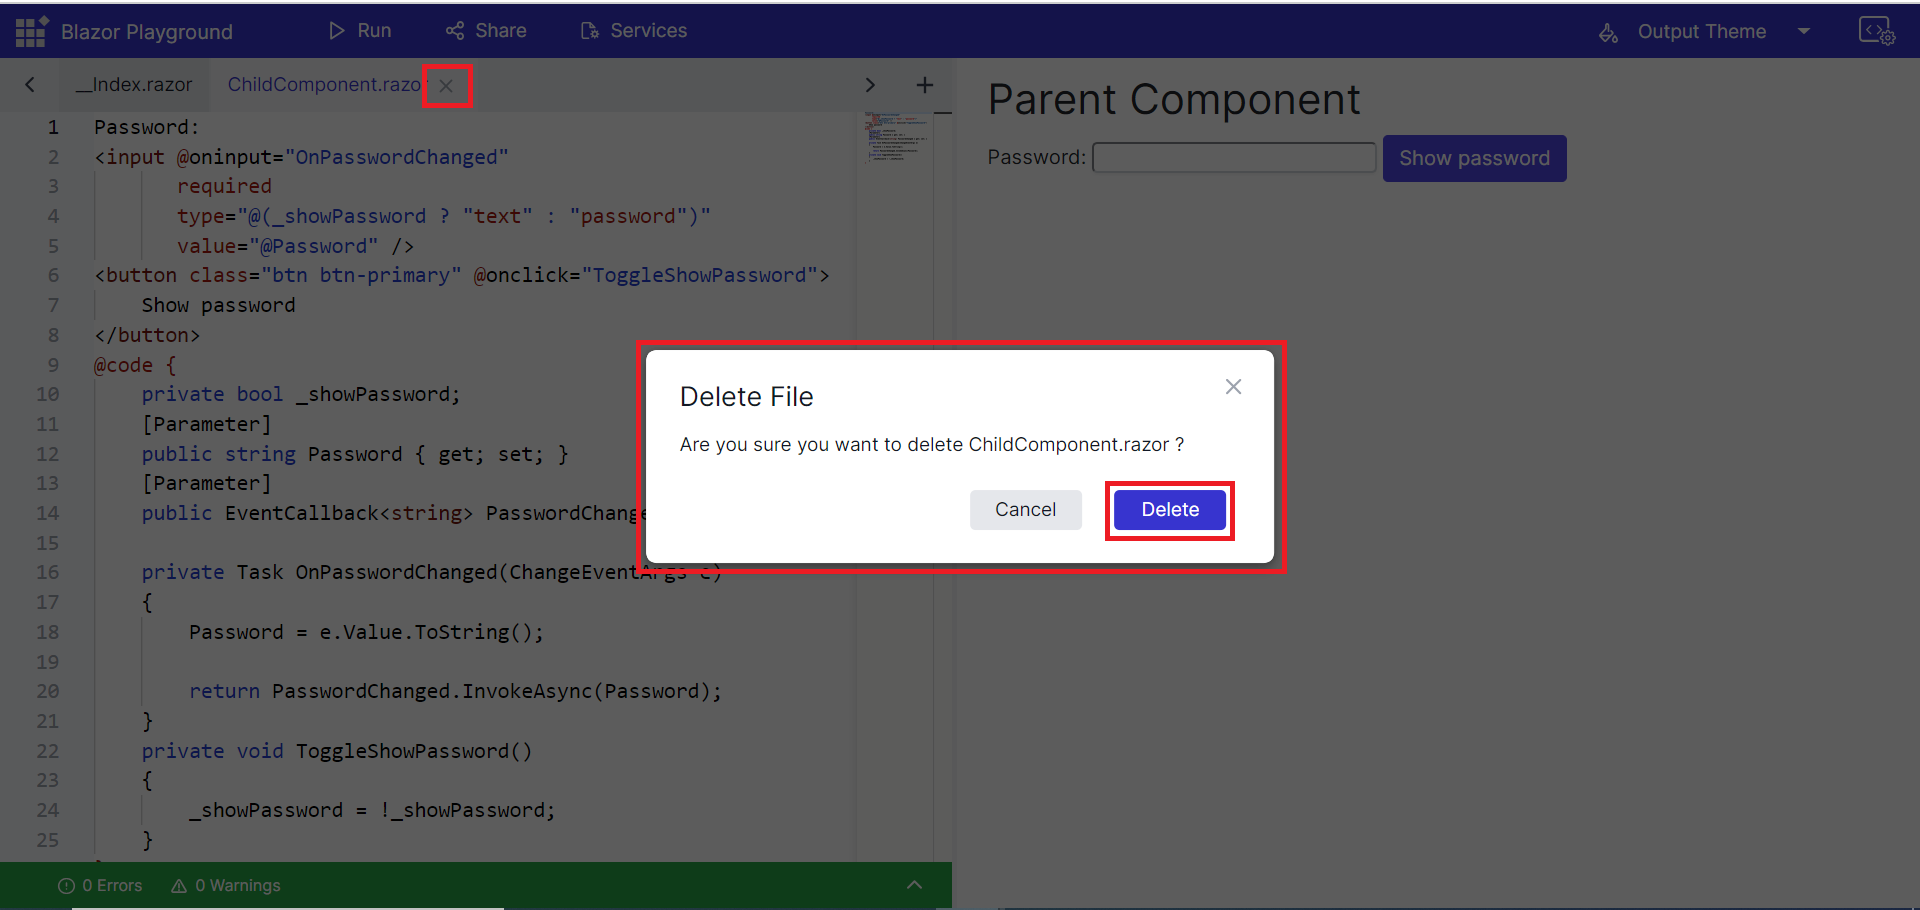 Blazor Playground
Run
Share
Services
Output Theme
__Index.razor
ChildComponent.razor
1 Password:
2 <input @oninput="OnPasswordChanged"
3 required
4 type="@(_showPassword ? "text" : "password")"
5 value="@Password" />
6 <button class="btn btn-primary" @onclick="ToggleShowPassword">
7 Show password
8 </button>
9 @code {
10 private bool _showPassword;
11 [Parameter]
12 public string Password { get; set; }
13 [Parameter]
14 public EventCallback<string> PasswordChange
15
16 private Task OnPasswordChanged(ChangeEventArgs e)
17 {
18 Password = e.Value.ToString();
19
20 return PasswordChanged.InvokeAsync(Password);
21 }
22 private void ToggleShowPassword()
23 {
24 _showPassword = !_showPassword;
25 }
0 Errors
0 Warnings
Parent Component
Password:
Show password
Delete File
Are you sure you want to delete ChildComponent.razor ?
Cancel
Delete